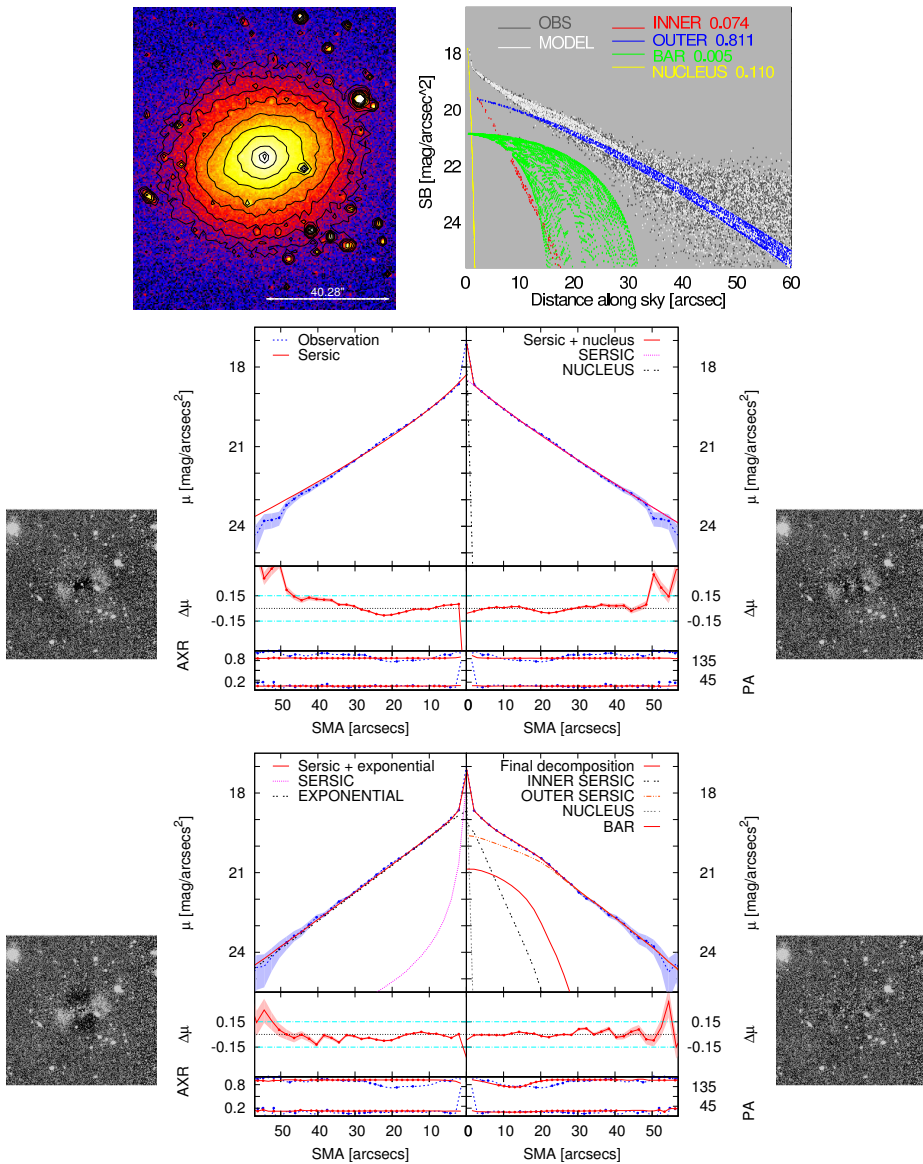 40.28"
OBS
MODEL
INNER 0.074
OUTER 0.811
BAR 0.005
NUCLEUS 0.110
SB [mag/arcsec^2]
18
20
22
24
0 10 20 30 40 50 60
Distance along sky [arcsec]
Observation
Sersic
Sersic + nucleus
SERSIC
NUCLEUS
μ [mag/arcsecs²]
18
21
24
18
21
24
μ [mag/arcsecs²]
Δμ
0.15
-0.15
0.15
-0.15
Δμ
AXR
0.8
0.2
135
45
PA
50 40 30 20 10 0 10 20 30 40 50
SMA [arcsecs]
SMA [arcsecs]
Sersic + exponential
SERSIC
EXPONENTIAL
Final decomposition
INNER SERSIC
OUTER SERSIC
NUCLEUS
BAR
μ [mag/arcsecs²]
18
21
24
18
21
24
μ [mag/arcsecs²]
Δμ
0.15
-0.15
0.15
-0.15
Δμ
AXR
0.8
0.2
135
45
PA
50 40 30 20 10 0 10 20 30 40 50
SMA [arcsecs]
SMA [arcsecs]